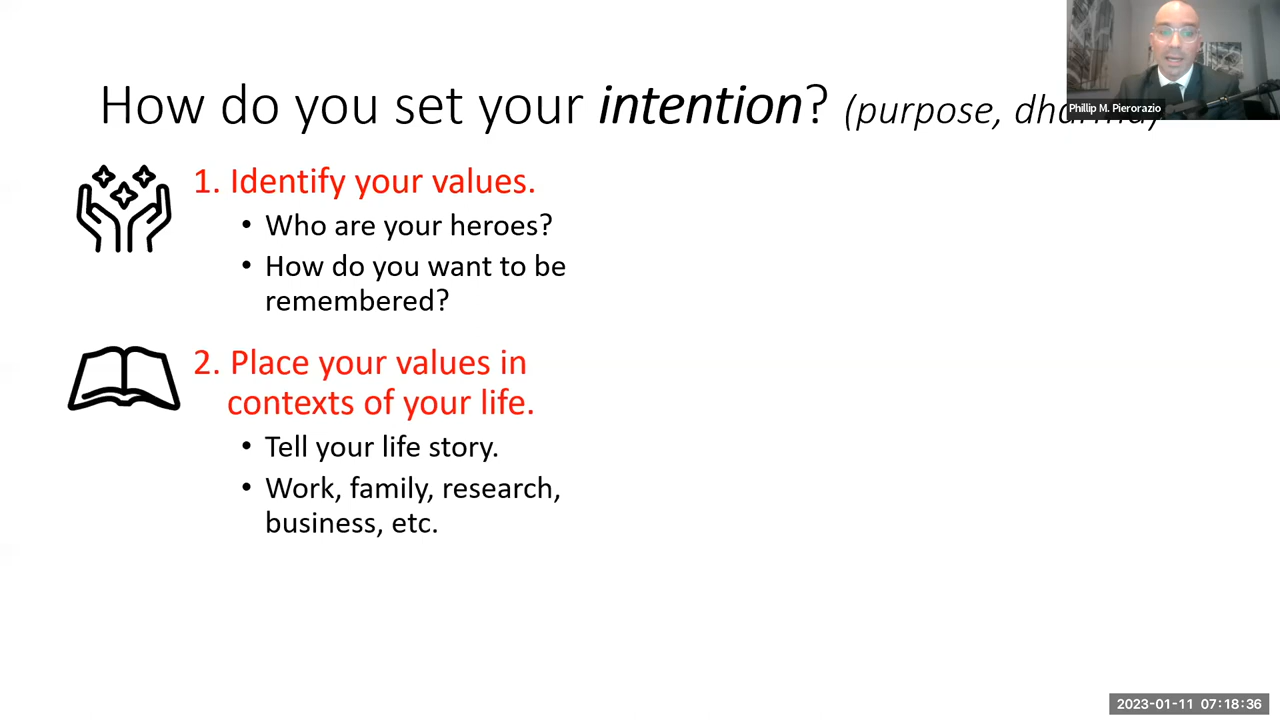 How do you set your intention? (purpose,
Phillip M. Pierorazio
1. Identify your values.
• Who are your heroes?
• How do you want to be
remembered?
2. Place your values in
contexts of your life.
• Tell your life story.
• Work, family, research,
business, etc.
2023-01-11 07:18:36